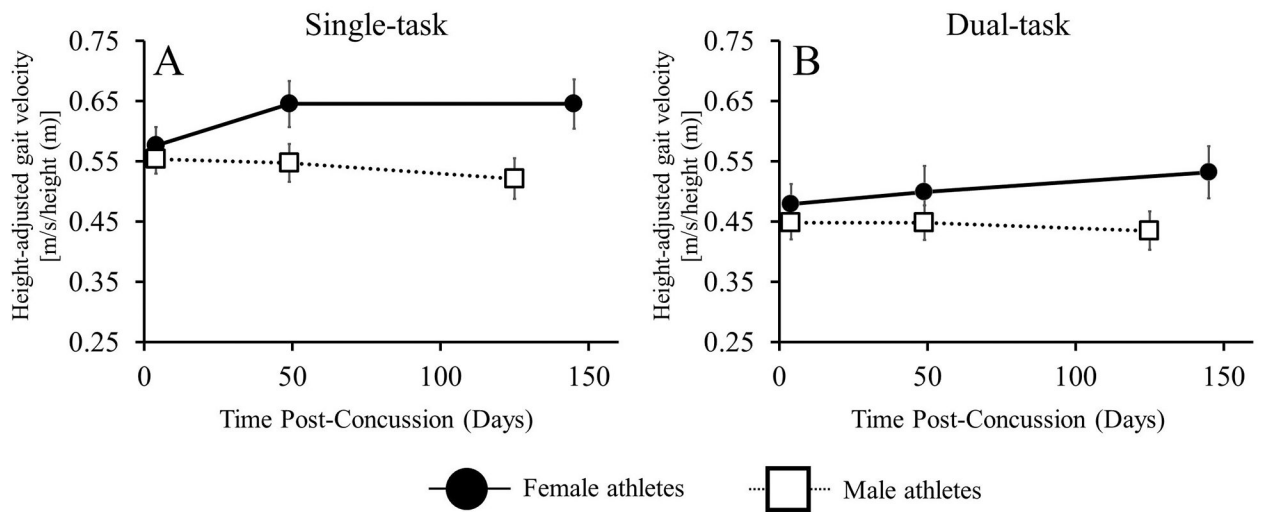 Single-task
A
Height-adjusted gait velocity
[m/s/height (m)]
0.75
0.65
0.55
0.45
0.35
0.25
0 50 100 150
Time Post-Concussion (Days)
Dual-task
B
Height-adjusted gait velocity
[m/s/height (m)]
0.75
0.65
0.55
0.45
0.35
0.25
0 50 100 150
Time Post-Concussion (Days)
Female athletes
Male athletes